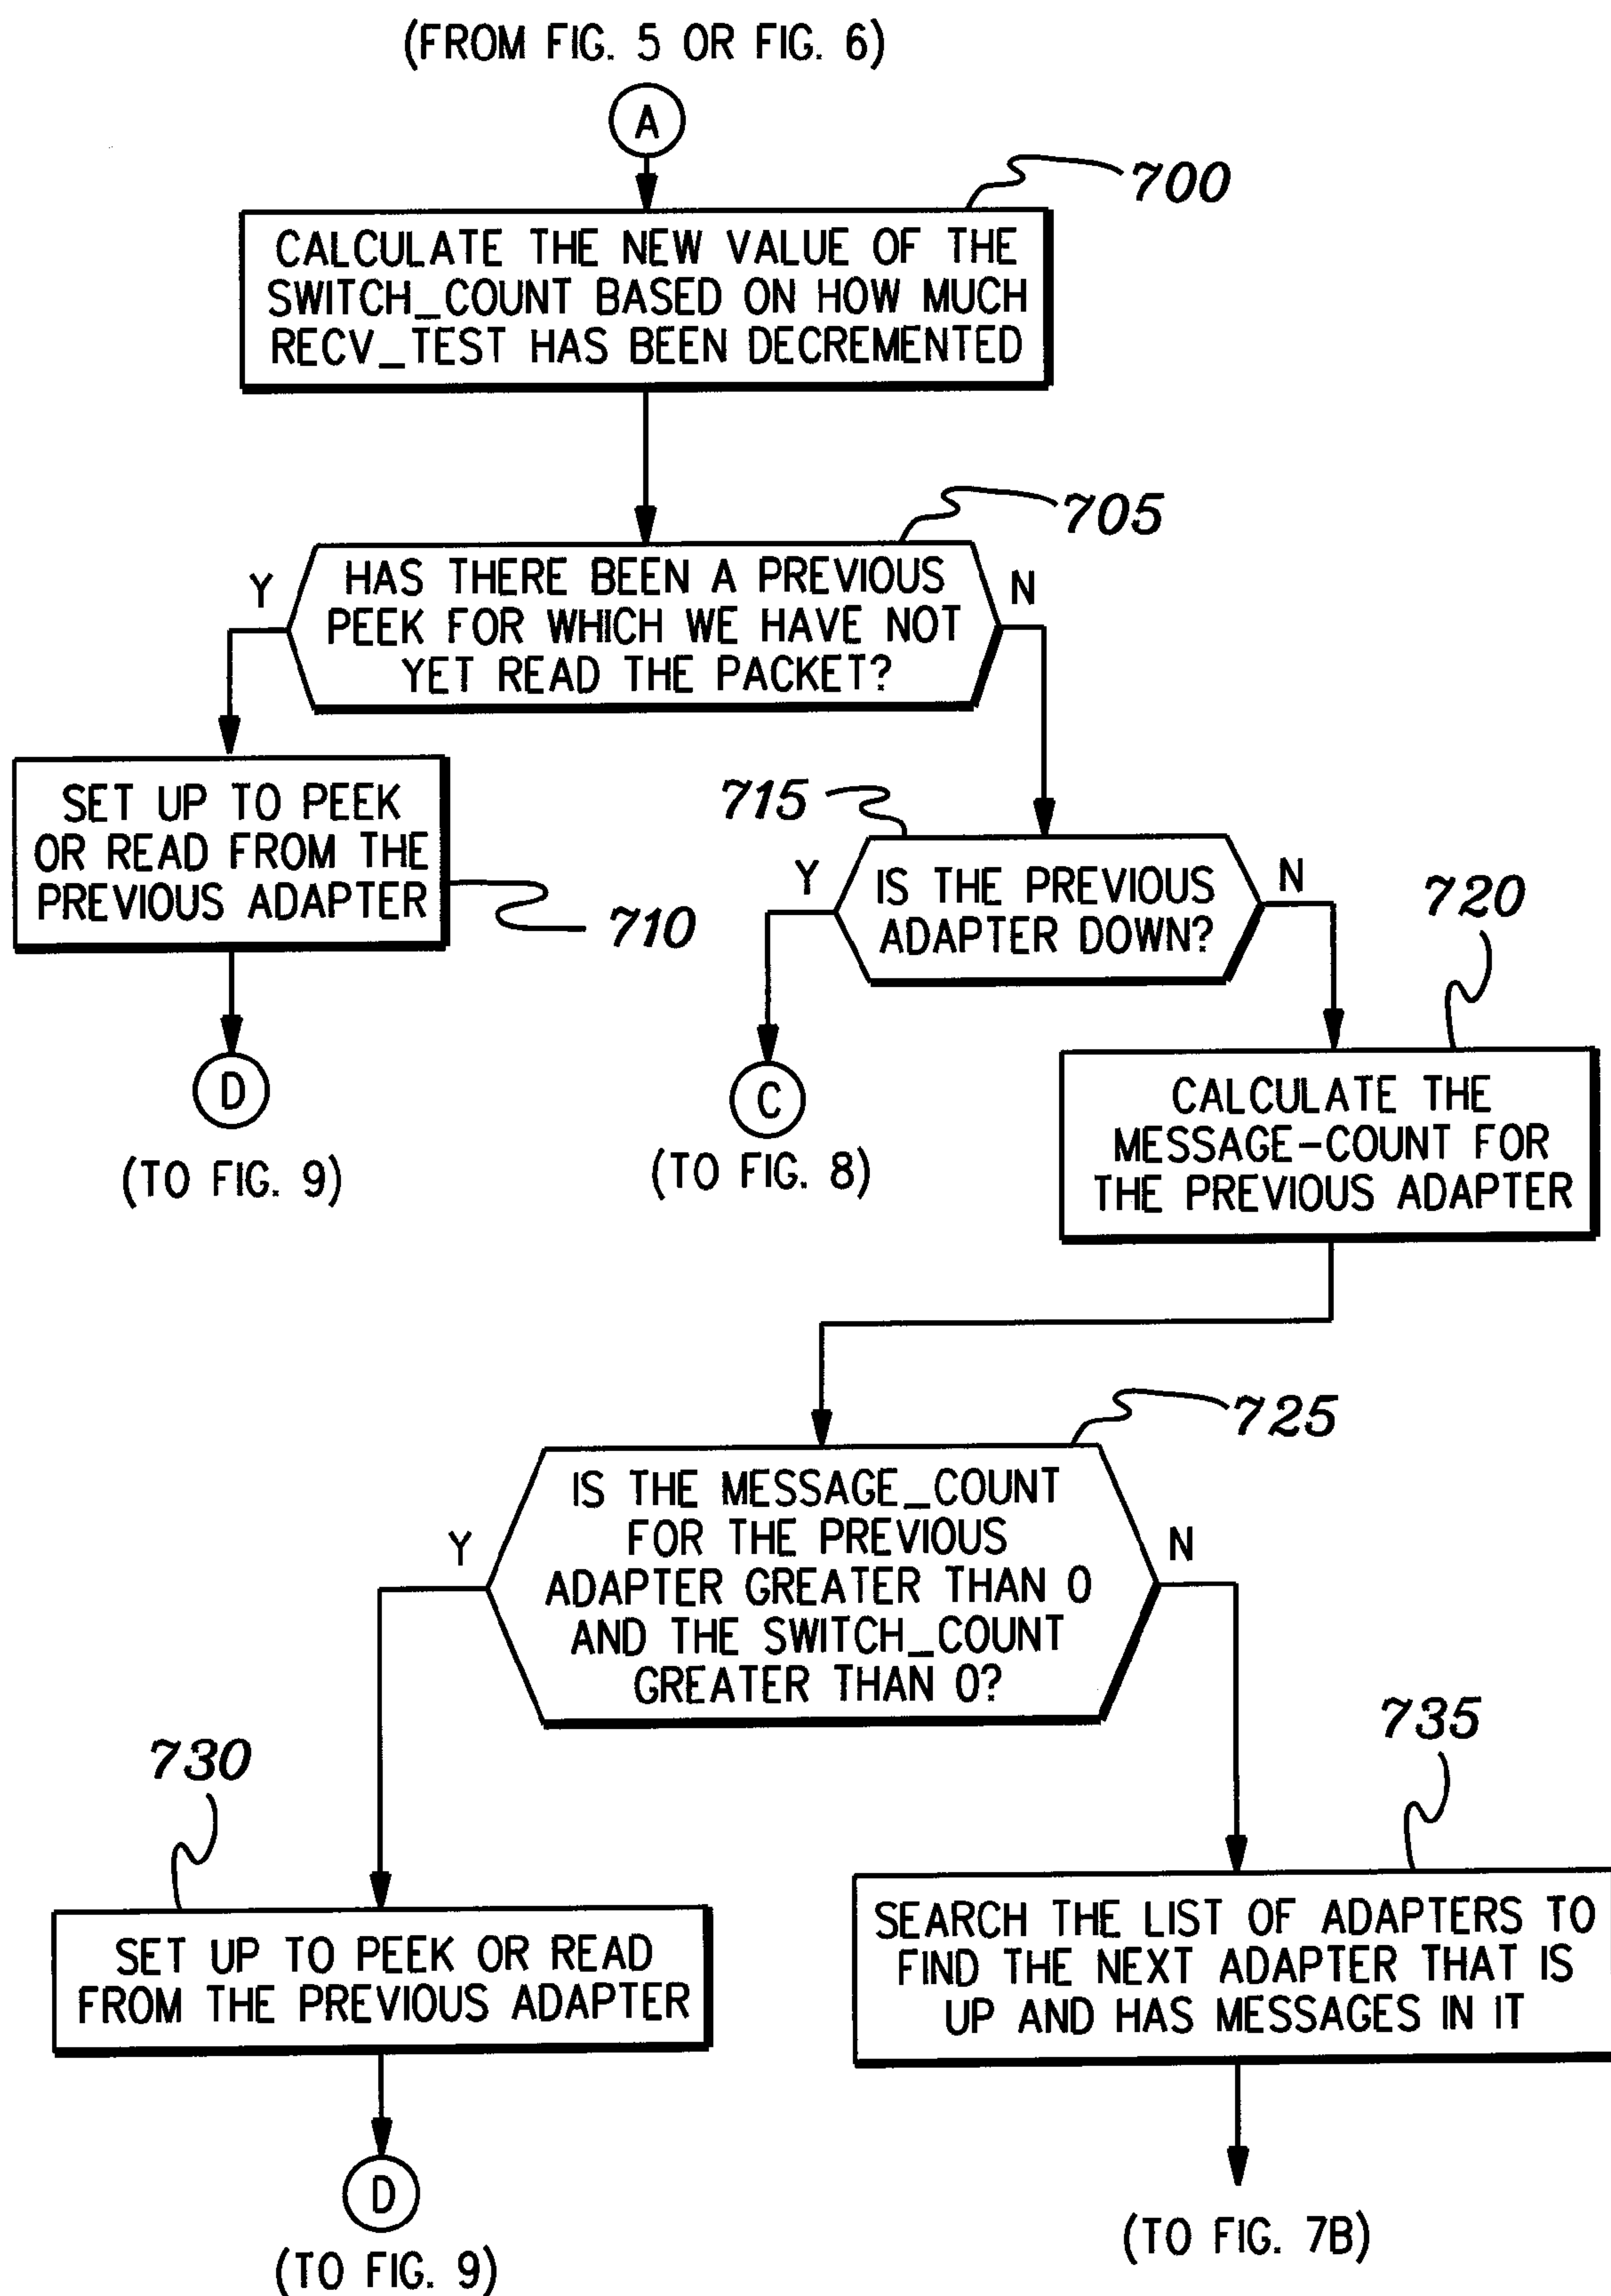 (FROM FIG. 5 OR FIG. 6)
A
700
CALCULATE THE NEW VALUE OF THE
SWITCH_COUNT BASED ON HOW MUCH
RECV_TEST HAS BEEN DECREMENTED
705
Y
HAS THERE BEEN A PREVIOUS
PEEK FOR WHICH WE HAVE NOT
YET READ THE PACKET?
N
SET UP TO PEEK
OR READ FROM THE
PREVIOUS ADAPTER
710
D
(TO FIG. 9)
715
Y
IS THE PREVIOUS
ADAPTER DOWN?
N
C
(TO FIG. 8)
720
CALCULATE THE
MESSAGE-COUNT FOR
THE PREVIOUS ADAPTER
725
Y
IS THE MESSAGE_COUNT
FOR THE PREVIOUS
ADAPTER GREATER THAN 0
AND THE SWITCH_COUNT
GREATER THAN 0?
N
730
SET UP TO PEEK OR READ
FROM THE PREVIOUS ADAPTER
D
(TO FIG. 9)
735
SEARCH THE LIST OF ADAPTERS TO
FIND THE NEXT ADAPTER THAT IS
UP AND HAS MESSAGES IN IT
(TO FIG. 7B)